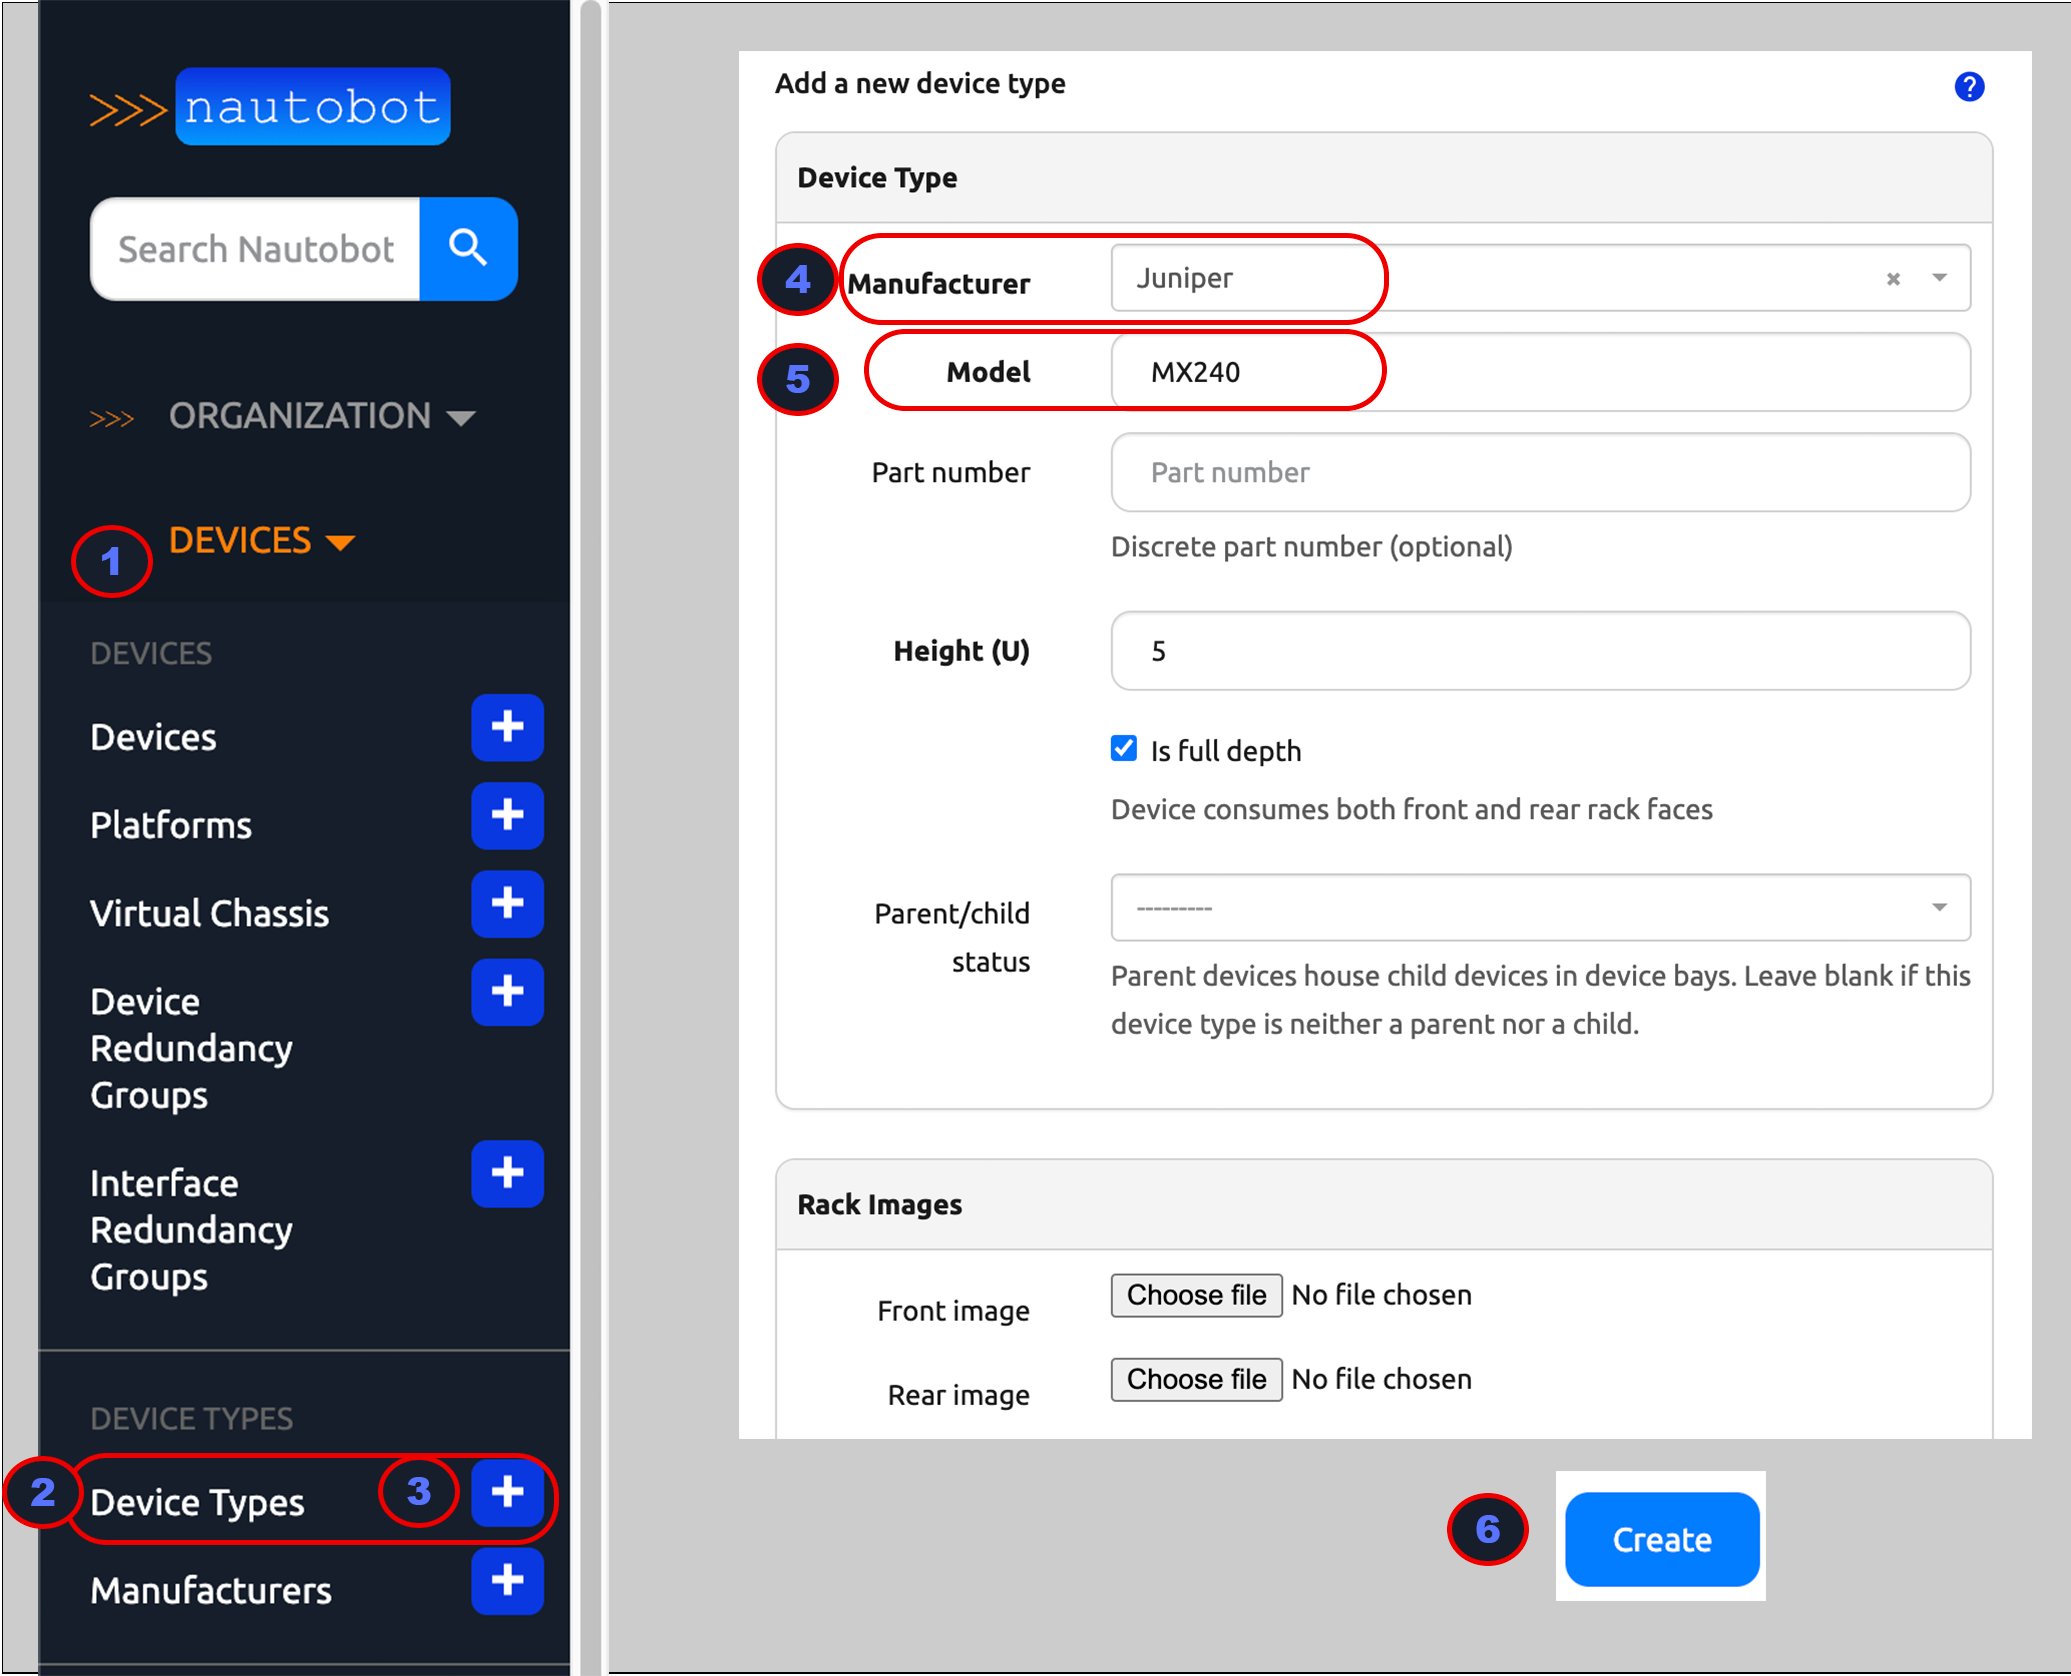 >>> nautobot
Search Nautobot
>>> ORGANIZATION
1 DEVICES
DEVICES
Devices
Platforms
Virtual Chassis
Device
Redundancy
Groups
Interface
Redundancy
Groups
DEVICE TYPES
2 Device Types 3
Manufacturers
Add a new device type
?
Device Type
4 Manufacturer Juniper
5 Model MX240
Part number Part number
Discrete part number (optional)
Height (U) 5
Is full depth
Device consumes both front and rear rack faces
Parent/child ---------
status
Parent devices house child devices in device bays. Leave blank if this
device type is neither a parent nor a child.
Rack Images
Front image Choose file No file chosen
Rear image Choose file No file chosen
6 Create